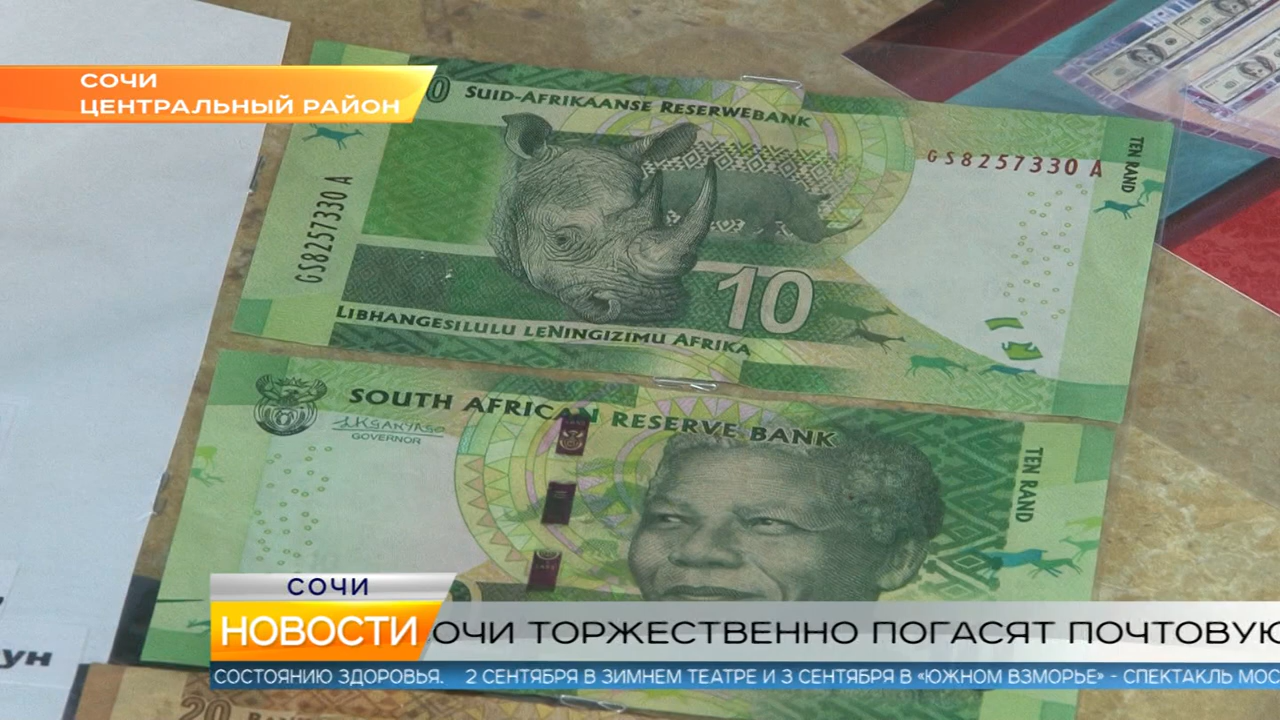 СОЧИ
ЦЕНТРАЛЬНЫЙ РАЙОН
SUID-AFRIKAANSE RESERWEBANK
GS8257330 A
TEN RAND
GS8257330 A
10
LIBHANGESILULU LENINGIZIMU AFRIKA
SOUTH AFRICAN RESERVE BANK
GOVERNOR
TEN RAND
СОЧИ
НОВОСТИ
ОЧИ ТОРЖЕСТВЕННО ПОГАСЯТ ПОЧТОВУЮ
СОСТОЯНИЮ ЗДОРОВЬЯ. 2 СЕНТЯБРЯ В ЗИМНЕМ ТЕАТРЕ И 3 СЕНТЯБРЯ В «ЮЖНОМ ВЗМОРЬЕ» - СПЕКТАКЛЬ МОС
ун
20